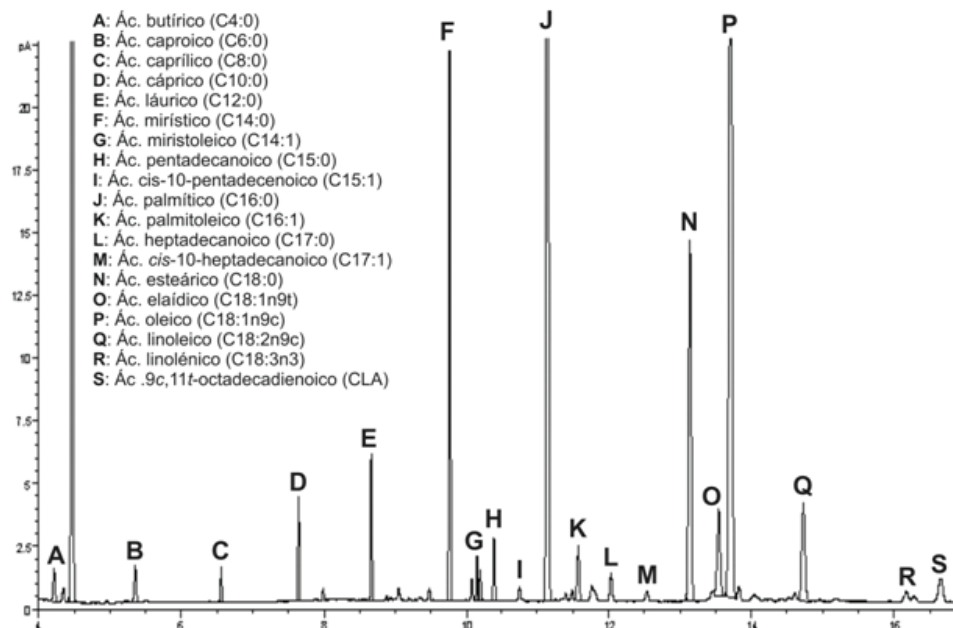 A: Ác. butírico (C4:0)
B: Ác. caproico (C6:0)
C: Ác. caprílico (C8:0)
D: Ác. cáprico (C10:0)
E: Ác. láurico (C12:0)
F: Ác. mirístico (C14:0)
G: Ác. miristoleico (C14:1)
H: Ác. pentadecanoico (C15:0)
I: Ác. cis-10-pentadecenoico (C15:1)
J: Ác. palmítico (C16:0)
K: Ác. palmitoleico (C16:1)
L: Ác. heptadecanoico (C17:0)
M: Ác. cis-10-heptadecanoico (C17:1)
N: Ác. esteárico (C18:0)
O: Ác. elaídico (C18:1n9t)
P: Ác. oleico (C18:1n9c)
Q: Ác. linoleico (C18:2n9c)
R: Ác. linolénico (C18:3n3)
S: Ác .9c,11t-octadecadienoico (CLA)
pA
20
17.5
15
12.5
10
7.5
5
2.5
0
A
B
C
D
E
F
G
H
I
J
K
L
M
N
O
P
Q
R
S
8
10
12
14